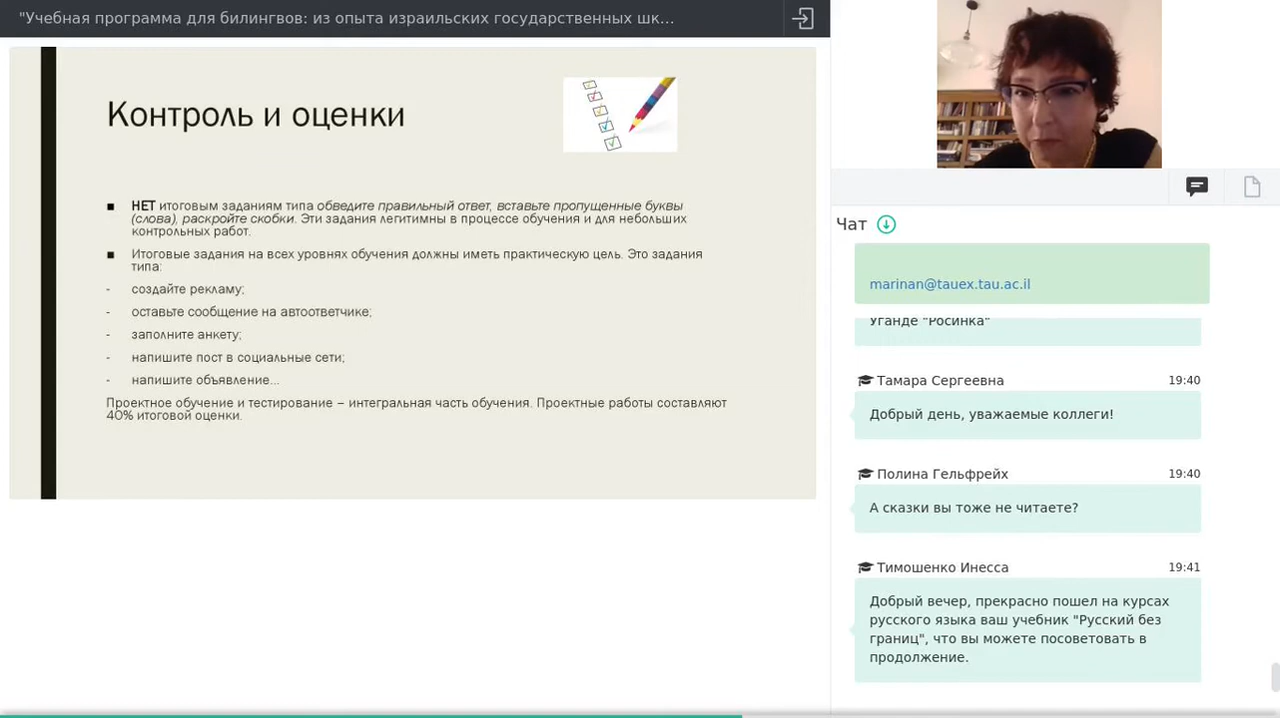 "Учебная программа для билингвов: из опыта израильских государственных шк...
Контроль и оценки
■ НЕТ итоговым заданиям типа обведите правильный ответ, вставьте пропущенные буквы
(слова), раскройте скобки. Эти задания легитимны в процессе обучения и для небольших
контрольных работ.
■ Итоговые задания на всех уровнях обучения должны иметь практическую цель. Это задания
типа:
- создайте рекламу;
- оставьте сообщение на автоответчике;
- заполните анкету;
- напишите пост в социальные сети;
- напишите объявление...
Проектное обучение и тестирование – интегральная часть обучения. Проектные работы составляют
40% итоговой оценки.
Чат
marinan@tauex.tau.ac.il
Уганде "Росинка"
Тамара Сергеевна 19:40
Добрый день, уважаемые коллеги!
Полина Гельфрейх 19:40
А сказки вы тоже не читаете?
Тимошенко Инесса 19:41
Добрый вечер, прекрасно пошел на курсах
русского языка ваш учебник "Русский без
границ", что вы можете посоветовать в
продолжение.